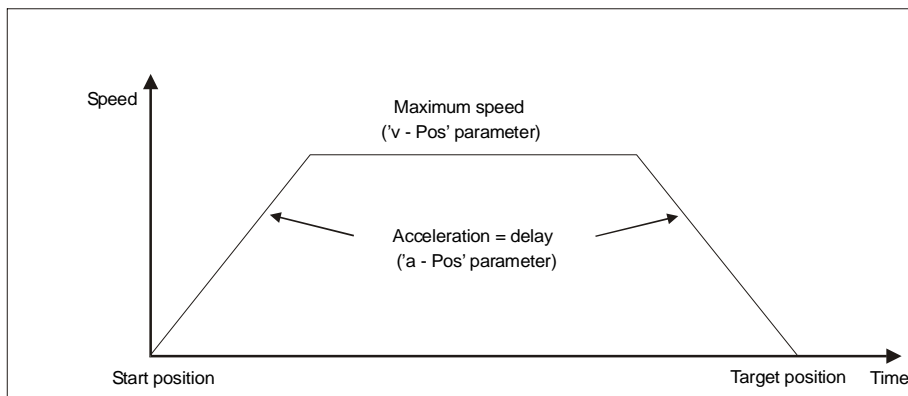 Speed
Maximum speed
('v - Pos' parameter)
Acceleration = delay
('a - Pos' parameter)
Start position
Target position
Time